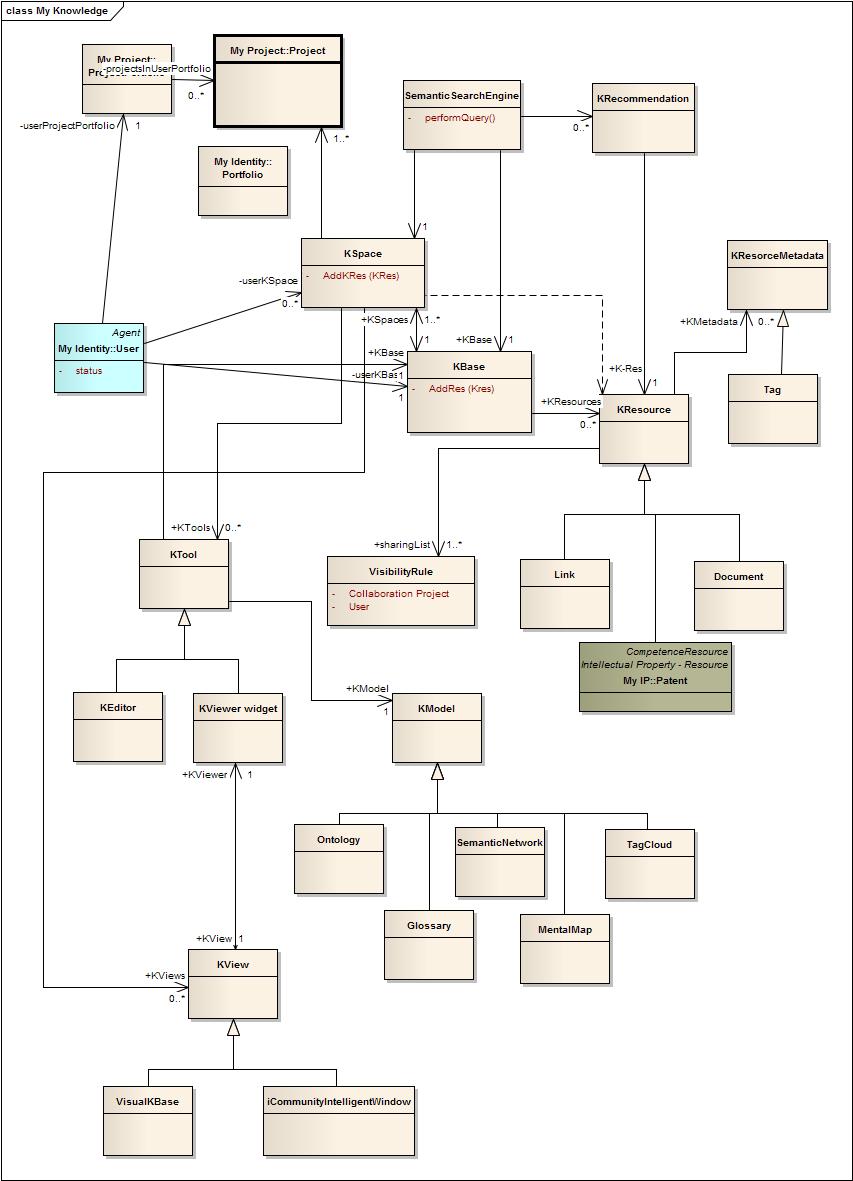 class My Knowledge
My Project::
-projectsInUserPortfolio
0..*
My Project::Project
-userProjectPortfolio
1
1..*
My Identity::
Portfolio
SemanticSearchEngine
- performQuery()
0..*
KRecommendation
1
KSpace
- AddKRes (KRes)
-userKSpace
0..*
KResorceMetadata
+KMetadata
0..*
Agent
My Identity::User
- status
+KSpaces
1..*
1
+KBase
1
+KBase
1
-userKBas
1
KBase
- AddRes (Kres)
+K-Res
1
+KResources
0..*
KResource
Tag
+KTools
0..*
KTool
+sharingList
1..*
VisibilityRule
- Collaboration Project
- User
Link
Document
CompetenceResource
Intellectual Property - Resource
My IP::Patent
KEditor
KViewer widget
+KModel
1
KModel
+KViewer
1
Ontology
SemanticNetwork
TagCloud
Glossary
MentalMap
+KView
1
KView
+KViews
0..*
VisualKBase
iCommunityIntelligentWindow